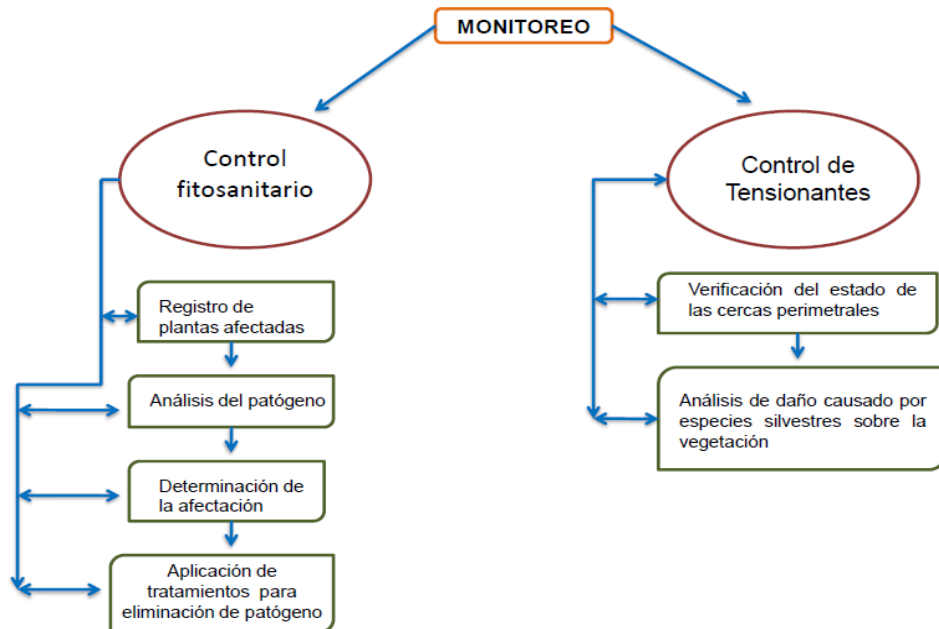 MONITOREO
Control
fitosanitario
Registro de
plantas afectadas
Análisis del patógeno
Determinación de
la afectación
Aplicación de
tratamientos para
eliminación de patógeno
Control de
Tensionantes
Verificación del estado de
las cercas perimetrales
Análisis de daño causado por
especies silvestres sobre la
vegetación